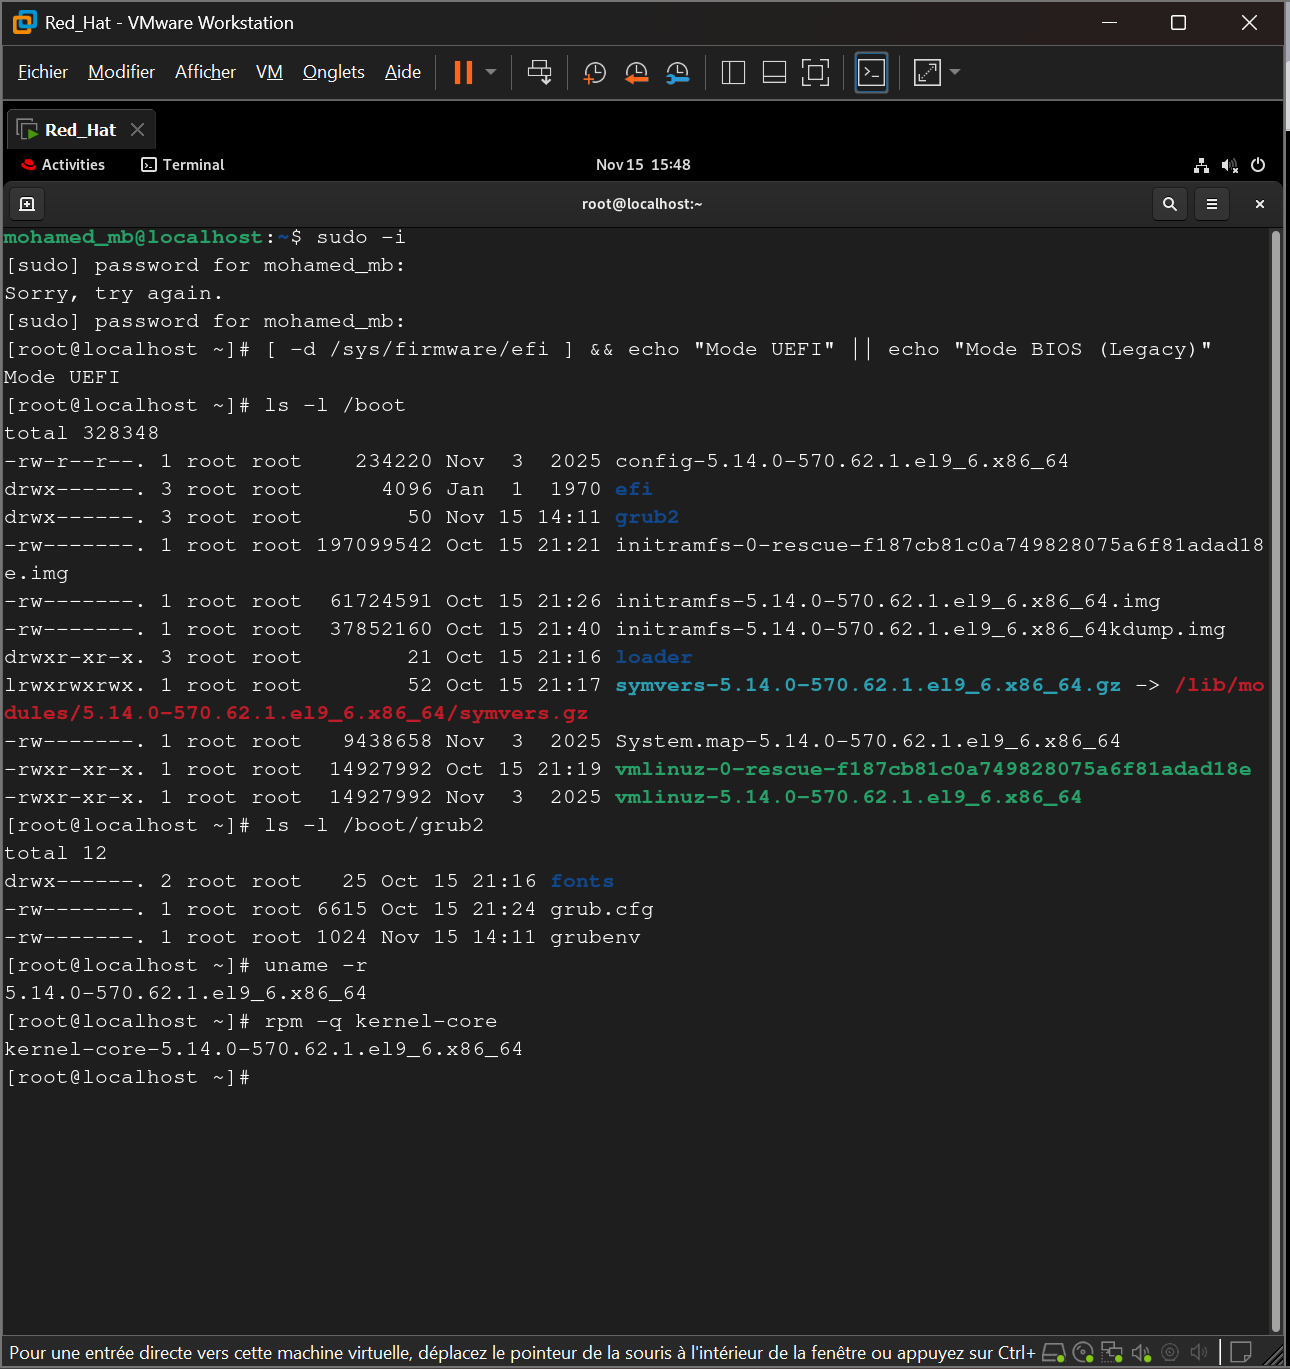 Red_Hat - VMware Workstation
Fichier Modifier Afficher VM Onglets Aide
Red_Hat
Activities Terminal Nov 15 15:48
root@localhost:~
mohamed_mb@localhost:~$ sudo -i
[sudo] password for mohamed_mb:
Sorry, try again.
[sudo] password for mohamed_mb:
[root@localhost ~]# [ -d /sys/firmware/efi ] && echo "Mode UEFI" || echo "Mode BIOS (Legacy)"
Mode UEFI
[root@localhost ~]# ls -l /boot
total 328348
-rw-r--r--. 1 root root    234220 Nov  3  2025 config-5.14.0-570.62.1.el9_6.x86_64
drwx------. 3 root root      4096 Jan  1  1970 efi
drwx------. 3 root root        50 Nov 15 14:11 grub2
-rw-------. 1 root root 197099542 Oct 15 21:21 initramfs-0-rescue-f187cb81c0a749828075a6f81adad18
e.img
-rw-------. 1 root root  61724591 Oct 15 21:26 initramfs-5.14.0-570.62.1.el9_6.x86_64.img
-rw-------. 1 root root  37852160 Oct 15 21:40 initramfs-5.14.0-570.62.1.el9_6.x86_64kdump.img
drwxr-xr-x. 3 root root        21 Oct 15 21:16 loader
lrwxrwxrwx. 1 root root        52 Oct 15 21:17 symvers-5.14.0-570.62.1.el9_6.x86_64.gz -> /lib/mo
dules/5.14.0-570.62.1.el9_6.x86_64/symvers.gz
-rw-------. 1 root root   9438658 Nov  3  2025 System.map-5.14.0-570.62.1.el9_6.x86_64
-rwxr-xr-x. 1 root root  14927992 Oct 15 21:19 vmlinuz-0-rescue-f187cb81c0a749828075a6f81adad18e
-rwxr-xr-x. 1 root root  14927992 Nov  3  2025 vmlinuz-5.14.0-570.62.1.el9_6.x86_64
[root@localhost ~]# ls -l /boot/grub2
total 12
drwx------. 2 root root   25 Oct 15 21:16 fonts
-rw-------. 1 root root 6615 Oct 15 21:24 grub.cfg
-rw-------. 1 root root 1024 Nov 15 14:11 grubenv
[root@localhost ~]# uname -r
5.14.0-570.62.1.el9_6.x86_64
[root@localhost ~]# rpm -q kernel-core
kernel-core-5.14.0-570.62.1.el9_6.x86_64
[root@localhost ~]#
Pour une entrée directe vers cette machine virtuelle, déplacez le pointeur de la souris à l'intérieur de la fenêtre ou appuyez sur Ctrl+